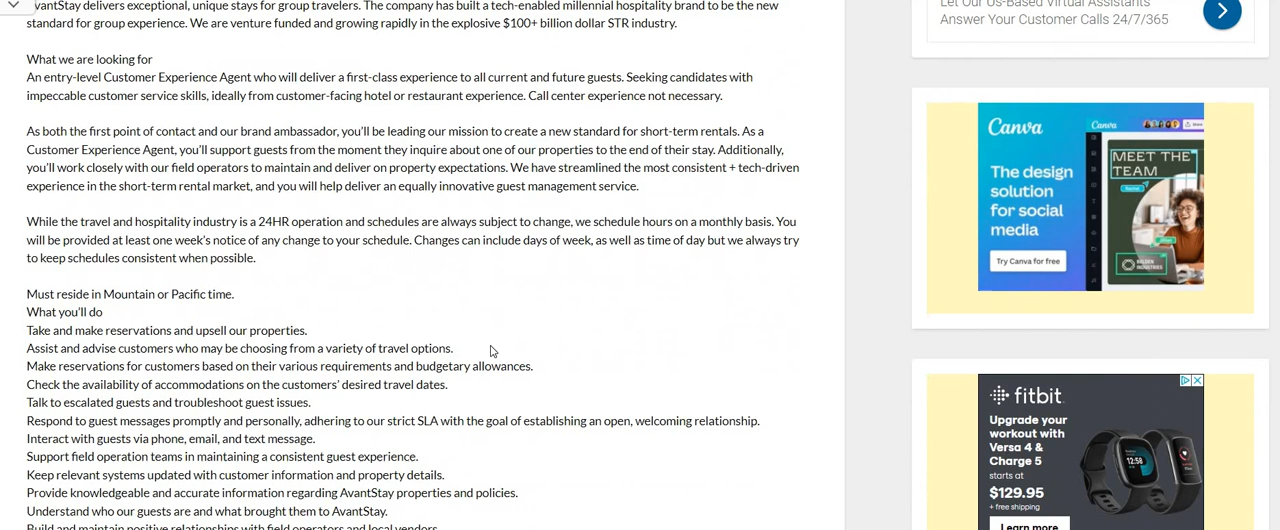 AvantStay delivers exceptional, unique stays for group travelers. The company has built a tech-enabled millennial hospitality brand to be the new
standard for group experience. We are venture funded and growing rapidly in the explosive $100+ billion dollar STR industry.
What we are looking for
An entry-level Customer Experience Agent who will deliver a first-class experience to all current and future guests. Seeking candidates with
impeccable customer service skills, ideally from customer-facing hotel or restaurant experience. Call center experience not necessary.
As both the first point of contact and our brand ambassador, you'll be leading our mission to create a new standard for short-term rentals. As a
Customer Experience Agent, you'll support guests from the moment they inquire about one of our properties to the end of their stay. Additionally,
you'll work closely with our field operators to maintain and deliver on property expectations. We have streamlined the most consistent + tech-driven
experience in the short-term rental market, and you will help deliver an equally innovative guest management service.
While the travel and hospitality industry is a 24HR operation and schedules are always subject to change, we schedule hours on a monthly basis. You
will be provided at least one week's notice of any change to your schedule. Changes can include days of week, as well as time of day but we always try
to keep schedules consistent when possible.
Must reside in Mountain or Pacific time.
What you'll do
Take and make reservations and upsell our properties.
Assist and advise customers who may be choosing from a variety of travel options.
Make reservations for customers based on their various requirements and budgetary allowances.
Check the availability of accommodations on the customers' desired travel dates.
Talk to escalated guests and troubleshoot guest issues.
Respond to guest messages promptly and personally, adhering to our strict SLA with the goal of establishing an open, welcoming relationship.
Interact with guests via phone, email, and text message.
Support field operation teams in maintaining a consistent guest experience.
Keep relevant systems updated with customer information and property details.
Provide knowledgeable and accurate information regarding AvantStay properties and policies.
Understand who our guests are and what brought them to AvantStay.
Build and maintain positive relationships with field operators and local vendors.
Let Our Us-Based Virtual Assistants
Answer Your Customer Calls 24/7/365
Canva
The design
solution
for social
media
Try Canva for free
Canva
MEET THE
TEAM
fitbit
Upgrade your
workout with
Versa 4 &
Charge 5
starts at
$129.95
+ free shipping
Learn more
12:58